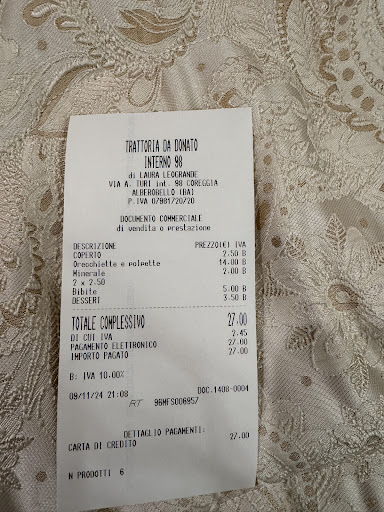 TRATTORIA DA DONATO
INTERNO 98
di LAURA LEOGRANDE
VIA A. TURI int. 98 COREGGIA
ALBEROBELLO (BA)
P.IVA 07981720720
DOCUMENTO COMMERCIALE
di vendita o prestazione
DESCRIZIONE PREZZO(€) IVA
COPERTO 2.50 B
Orecchiette e polpette 14.00 B
Minerale 2.00 B
2 x 2.50
Bibite 5.00 B
DESSERT 3.50 B
TOTALE COMPLESSIVO 27.00
DI CUI IVA 2.45
PAGAMENTO ELETTRONICO 27.00
IMPORTO PAGATO 27.00
B: IVA 10.00%
09/11/24 21:08 DOC.1408-0004
RT 96MFS006957
DETTAGLIO PAGAMENTI:
CARTA DI CREDITO 27.00
N PRODOTTI 6